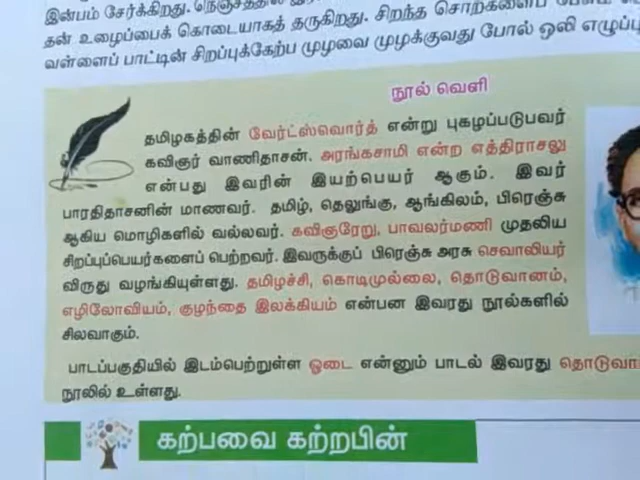 இன்பம் சேர்க்கிறது. நெஞ்சத்தில்
தன் உழைப்பைக் கொடையாகத் தருகிறது. சிறந்த சொற்களைப்
வள்ளைப் பாட்டின் சிறப்புக்கேற்ப முழவை முழக்குவது போல் ஒலி எழுப்பு
நூல் வெளி
தமிழகத்தின் வேர்ட்ஸ்வொர்த் என்று புகழப்படுபவர்
கவிஞர் வாணிதாசன். அரங்கசாமி என்ற எத்திராசலு
என்பது இவரின் இயற்பெயர் ஆகும். இவர்
பாரதிதாசனின் மாணவர். தமிழ், தெலுங்கு, ஆங்கிலம், பிரெஞ்சு
ஆகிய மொழிகளில் வல்லவர். கவிஞரேறு, பாவலர்மணி முதலிய
சிறப்புப்பெயர்களைப் பெற்றவர். இவருக்குப் பிரெஞ்சு அரசு செவாலியர்
விருது வழங்கியுள்ளது. தமிழச்சி, கொடிமுல்லை, தொடுவானம்,
எழிலோவியம், குழந்தை இலக்கியம் என்பன இவரது நூல்களில்
சிலவாகும்.
பாடப்பகுதியில் இடம்பெற்றுள்ள ஓடை என்னும் பாடல் இவரது தொடுவா
நூலில் உள்ளது.
கற்பவை கற்றபின்